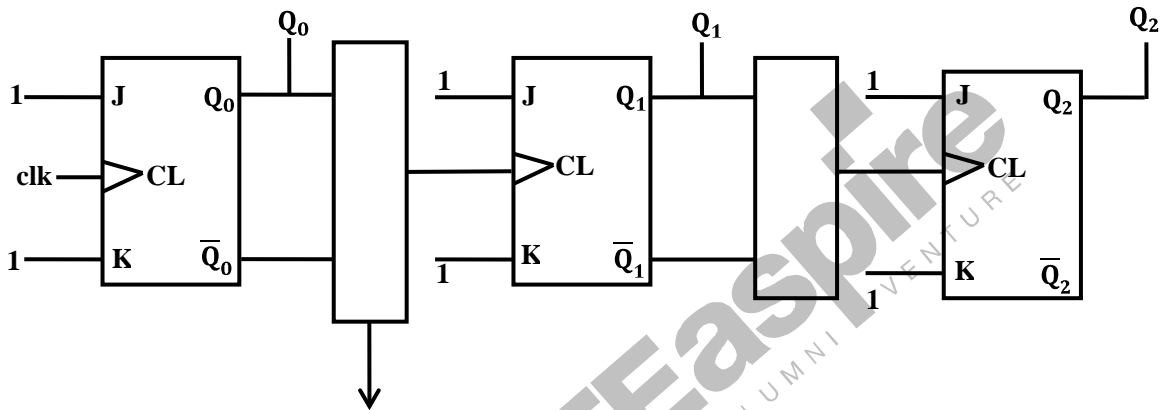 Q₀
Q₁
Q₂
1
J
Q₀
1
J
Q₁
1
J
Q₂
clk
CL
CL
CL
1
K
Q̅₀
1
K
Q̅₁
1
K
Q̅₂
Easpire
LUMNI VENTURE